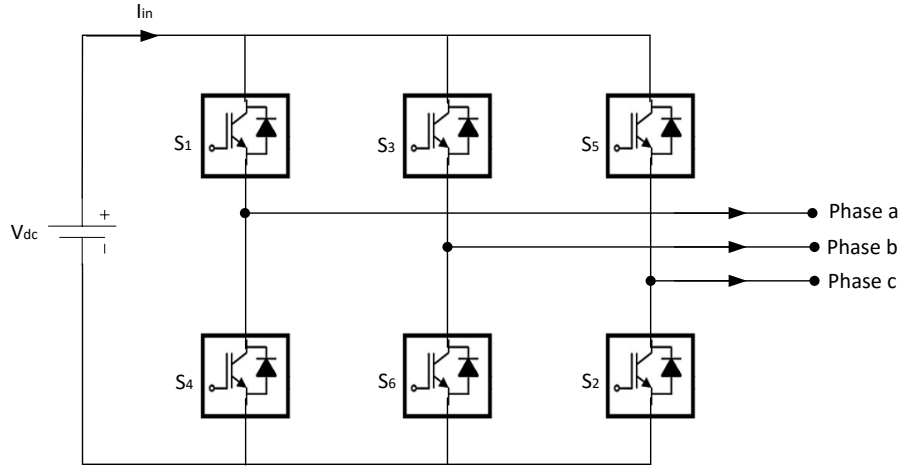 Iin
S1
S3
S5
Phase a
Vdc
+
Phase b
-
Phase c
S4
S6
S2